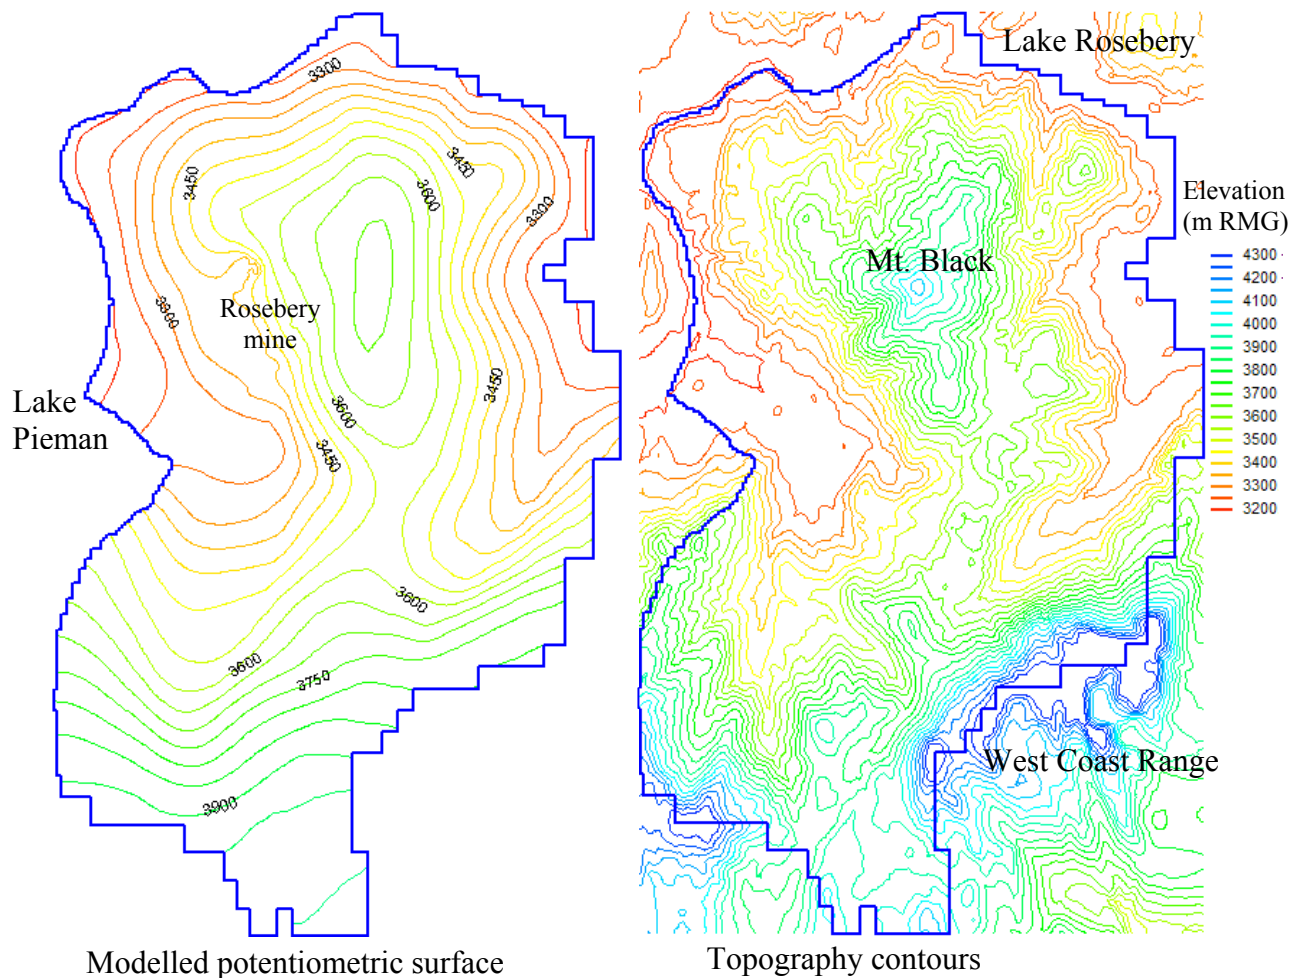 Lake Rosebery
3300
3450
3450
3600
3300
Elevation
(m RMG)
Mt. Black
4300
4200
4100
4000
3900
3800
3700
3600
3500
3400
3300
3200
Rosebery
mine
3300
3450
Lake
Pieman
3600
3450
3600
3600
3750
3900
West Coast Range
Modelled potentiometric surface
Topography contours